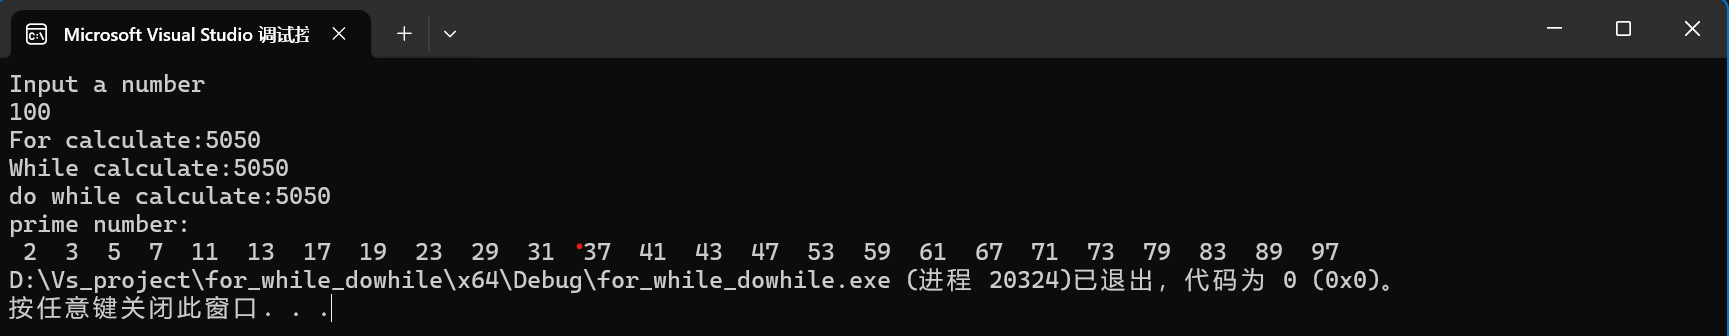 Microsoft Visual Studio 调试控
Input a number
100
For calculate:5050
While calculate:5050
do while calculate:5050
prime number:
 2  3  5  7  11  13  17  19  23  29  31  37  41  43  47  53  59  61  67  71  73  79  83  89  97
D:\Vs_project\for_while_dowhile\x64\Debug\for_while_dowhile.exe (进程 20324)已退出，代码为 0 (0x0)。
按任意键关闭此窗口. . .